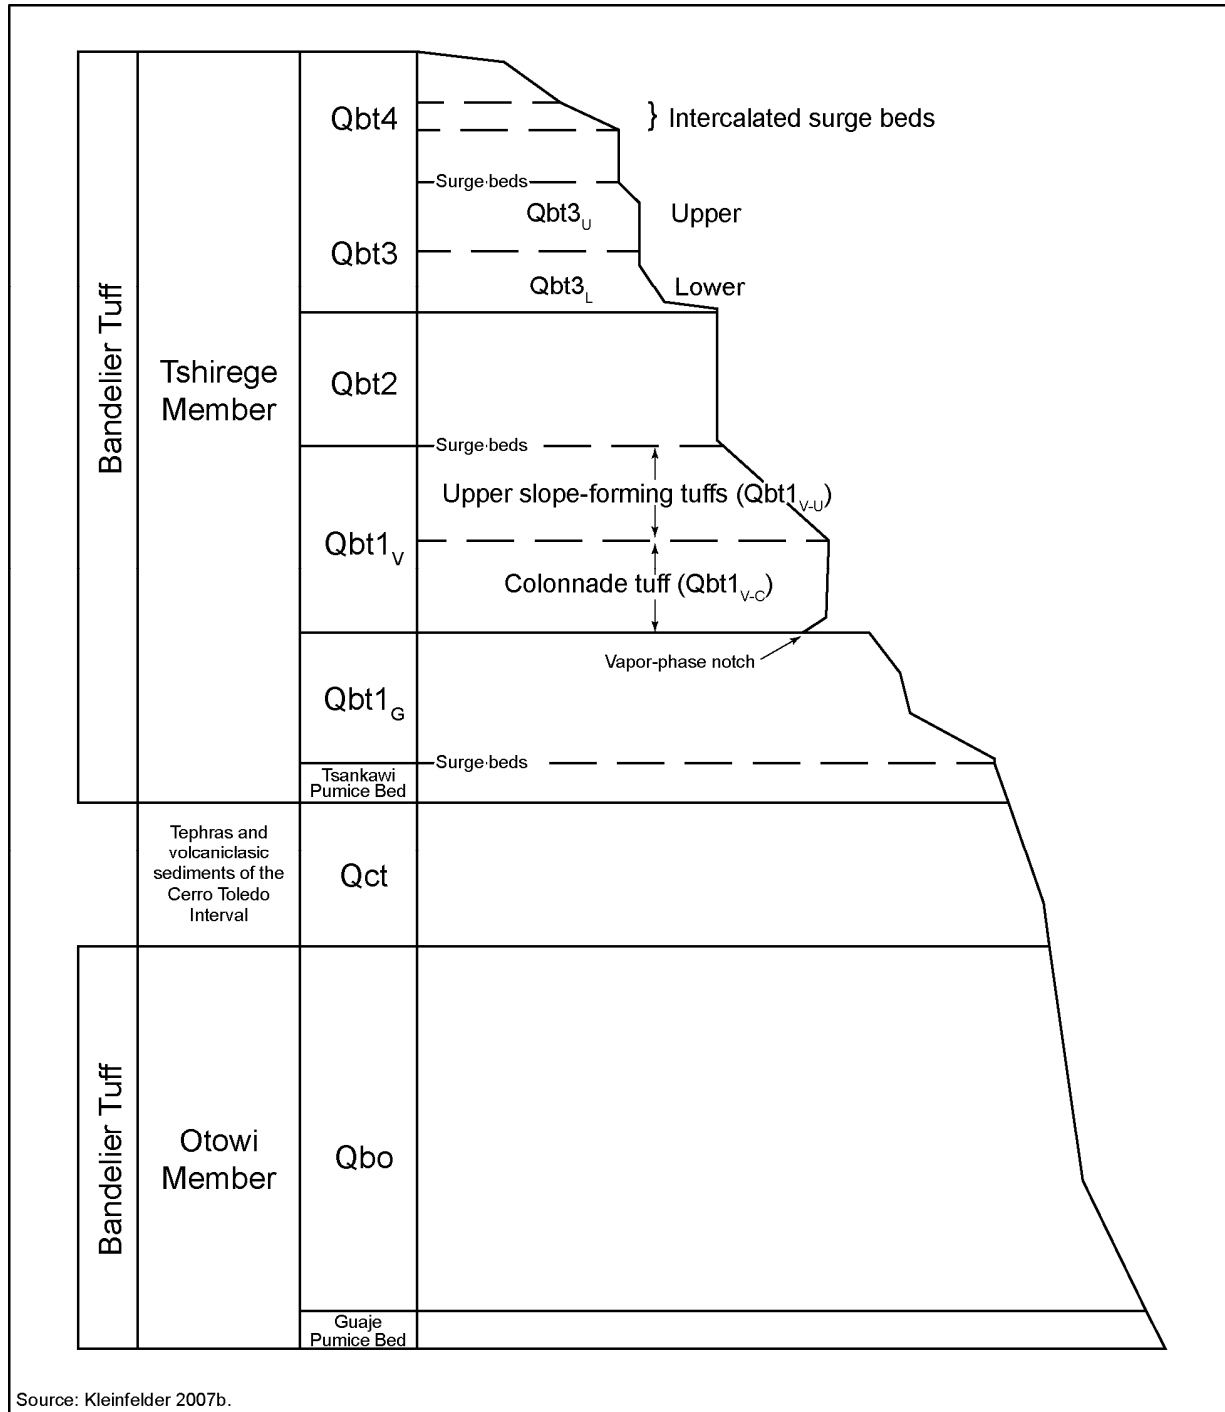 Qbt4
Intercalated surge beds
Surge beds
Qbt3U
Upper
Qbt3
Qbt3L
Lower
Bandelier Tuff
Tshirege
Member
Qbt2
Surge beds
Upper slope-forming tuffs (Qbt1V-U)
Qbt1V
Colonnade tuff (Qbt1V-C)
Vapor-phase notch
Qbt1G
Surge beds
Tsankawi
Pumice Bed
Tephras and
volcaniclasic
sediments of the
Cerro Toledo
Interval
Qct
Bandelier Tuff
Otowi
Member
Qbo
Guaje
Pumice Bed
Source: Kleinfelder 2007b.